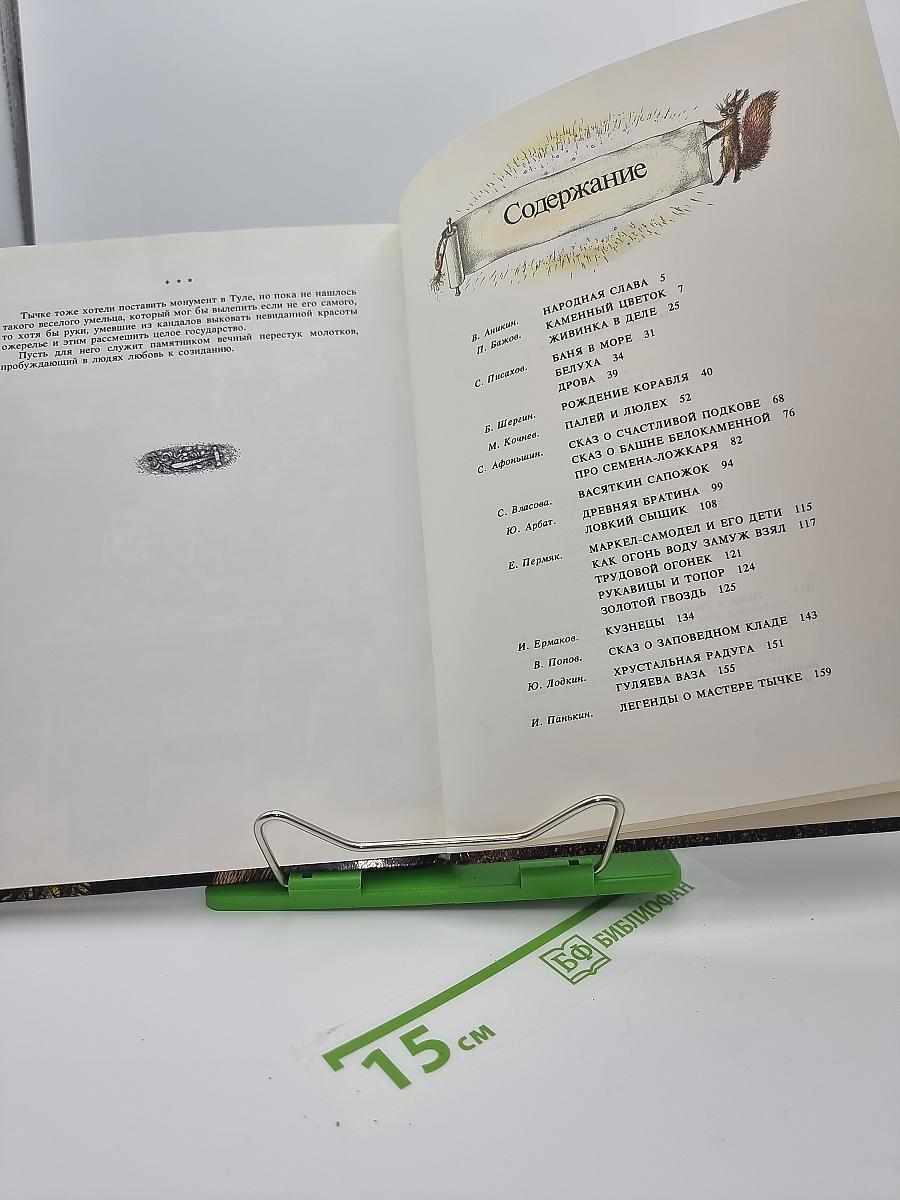 * * *
Тычке тоже хотели поставить монумент в Туле, но пока не нашлось
такого веселого умельца, который мог бы вылепить если не его самого,
то хотя бы руки, умевшие из кандалов выковать невиданной красоты
ожерелье и этим рассмешить целое государство.
Пусть для него служит памятником вечный перестук молотков,
пробуждающий в людях любовь к созиданию.
Содержание
В. Аникин. НАРОДНАЯ СЛАВА 5
П. Бажов. КАМЕННЫЙ ЦВЕТОК 7
ЖИВИНКА В ДЕЛЕ 25
С. Писахов. БАНЯ В МОРЕ 31
БЕЛУХА 34
ДРОВА 39
Б. Шергин. РОЖДЕНИЕ КОРАБЛЯ 40
М. Кочнев. ПАЛЕЙ И ЛЮЛЕХ 52
С. Афоньшин. СКАЗ О СЧАСТЛИВОЙ ПОДКОВЕ 68
СКАЗ О БАШНЕ БЕЛОКАМЕННОЙ 76
ПРО СЕМЕНА-ЛОЖКАРЯ 82
С. Власова. ВАСЯТКИН САПОЖОК 94
Ю. Арбат. ДРЕВНЯЯ БРАТИНА 99
ЛОВКИЙ СЫЩИК 108
Е. Пермяк. МАРКЕЛ-САМОДЕЛ И ЕГО ДЕТИ 115
КАК ОГОНЬ ВОДУ ЗАМУЖ ВЗЯЛ 117
ТРУДОВОЙ ОГОНЕК 121
РУКАВИЦЫ И ТОПОР 124
ЗОЛОТОЙ ГВОЗДЬ 125
И. Ермаков. КУЗНЕЦЫ 134
В. Попов. СКАЗ О ЗАПОВЕДНОМ КЛАДЕ 143
Ю. Лодкин. ХРУСТАЛЬНАЯ РАДУГА 151
ГУЛЯЕВА ВАЗА 155
И. Панькин. ЛЕГЕНДЫ О МАСТЕРЕ ТЫЧКЕ 159
БФ БИБЛИОФАН
15 см